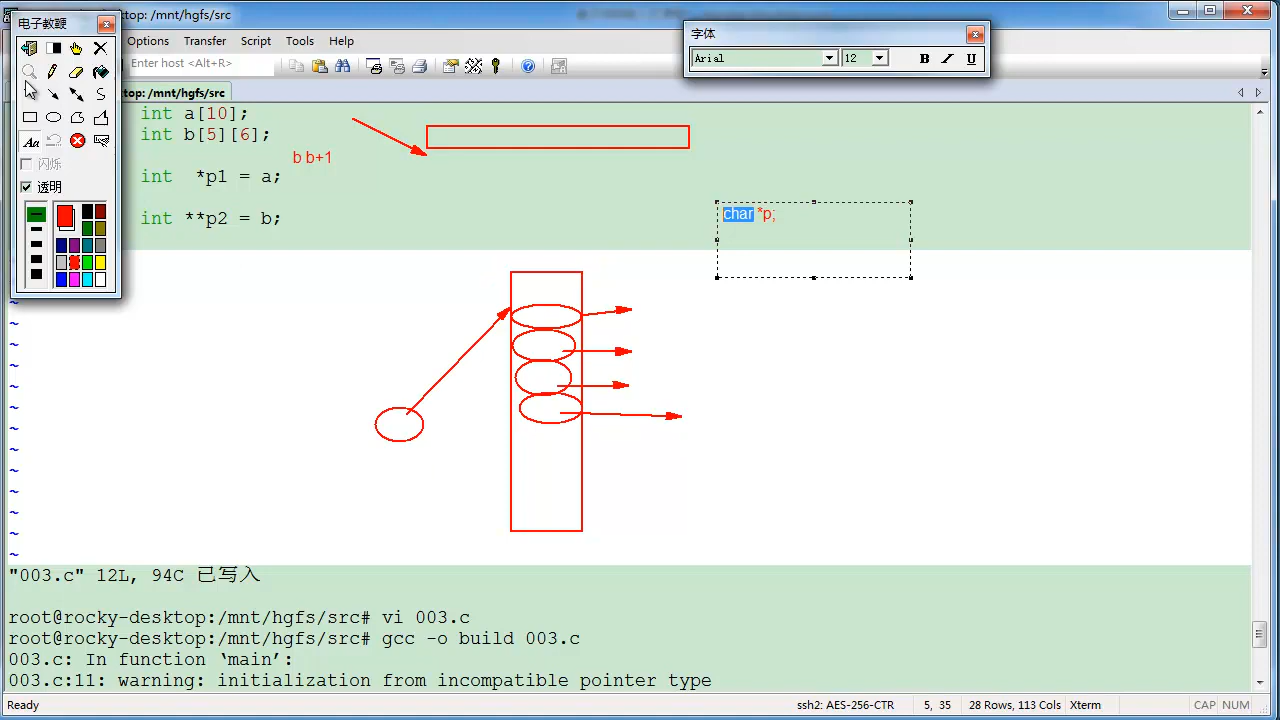 电子教鞭
desktop: /mnt/hgfs/src
字体
Options Transfer Script Tools Help
Enter host <Alt+R>
Arial 12 B I U
top: /mnt/hgfs/src
Aa
闪烁
透明
int a[10];
int b[5][6];
b b+1
int *p1 = a;
int **p2 = b;
char *p;
~
~
~
~
~
~
~
~
~
~
~
~
~
"003.c" 12L, 94C 已写入
root@rocky-desktop:/mnt/hgfs/src# vi 003.c
root@rocky-desktop:/mnt/hgfs/src# gcc -o build 003.c
003.c: In function ‘main’:
003.c:11: warning: initialization from incompatible pointer type
Ready ssh2: AES-256-CTR 5, 35 28 Rows, 113 Cols Xterm CAP NUM